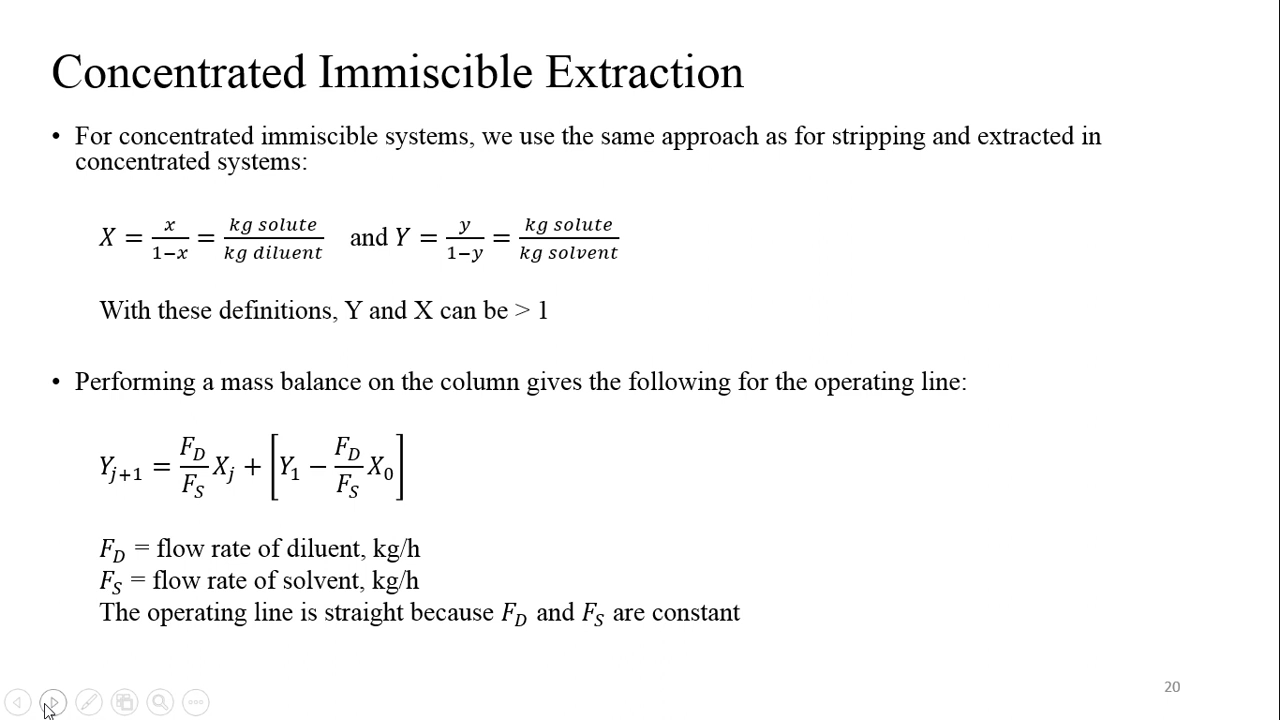 Concentrated Immiscible Extraction
• For concentrated immiscible systems, we use the same approach as for stripping and extracted in
concentrated systems:
X = x/(1−x) = kg solute/kg diluent and Y = y/(1−y) = kg solute/kg solvent
With these definitions, Y and X can be > 1
• Performing a mass balance on the column gives the following for the operating line:
Y_{j+1} = F_D/F_S X_j + [Y_1 − F_D/F_S X_0]
F_D = flow rate of diluent, kg/h
F_S = flow rate of solvent, kg/h
The operating line is straight because F_D and F_S are constant
20